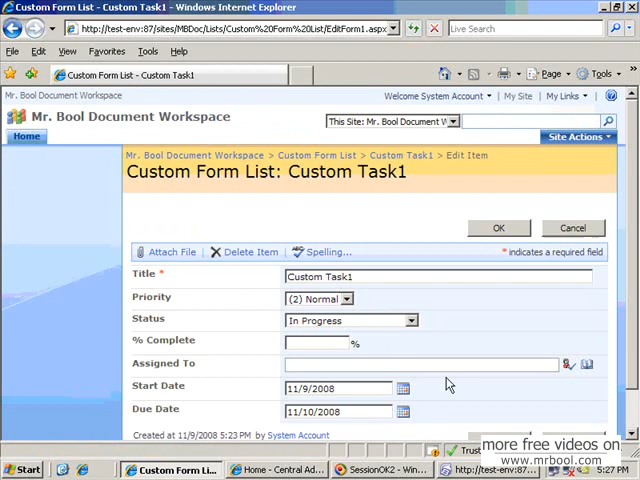 Custom Form List - Custom Task1 - Windows Internet Explorer
http://test-env:87/sites/MBDoc/Lists/Custom%20Form%20List/EditForm1.aspx
Live Search
File Edit View Favorites Tools Help
Custom Form List - Custom Task1
Page
Tools
Mr. Bool Document Workspace
Welcome System Account
My Site
My Links
Mr. Bool Document Workspace
This Site: Mr. Bool Document W
Home
Site Actions
Mr. Bool Document Workspace > Custom Form List > Custom Task1 > Edit Item
Custom Form List: Custom Task1
OK
Cancel
Attach File | Delete Item | ABC Spelling...
* indicates a required field
Title *
Custom Task1
Priority
(2) Normal
Status
In Progress
% Complete
%
Assigned To
Start Date
11/9/2008
Due Date
11/10/2008
Created at 11/9/2008 5:23 PM by System Account
more free videos on
www.mrbool.com
Start
Custom Form Li...
Home - Central Ad...
SessionOK2 - Win...
http://test-env:87...
5:27 PM